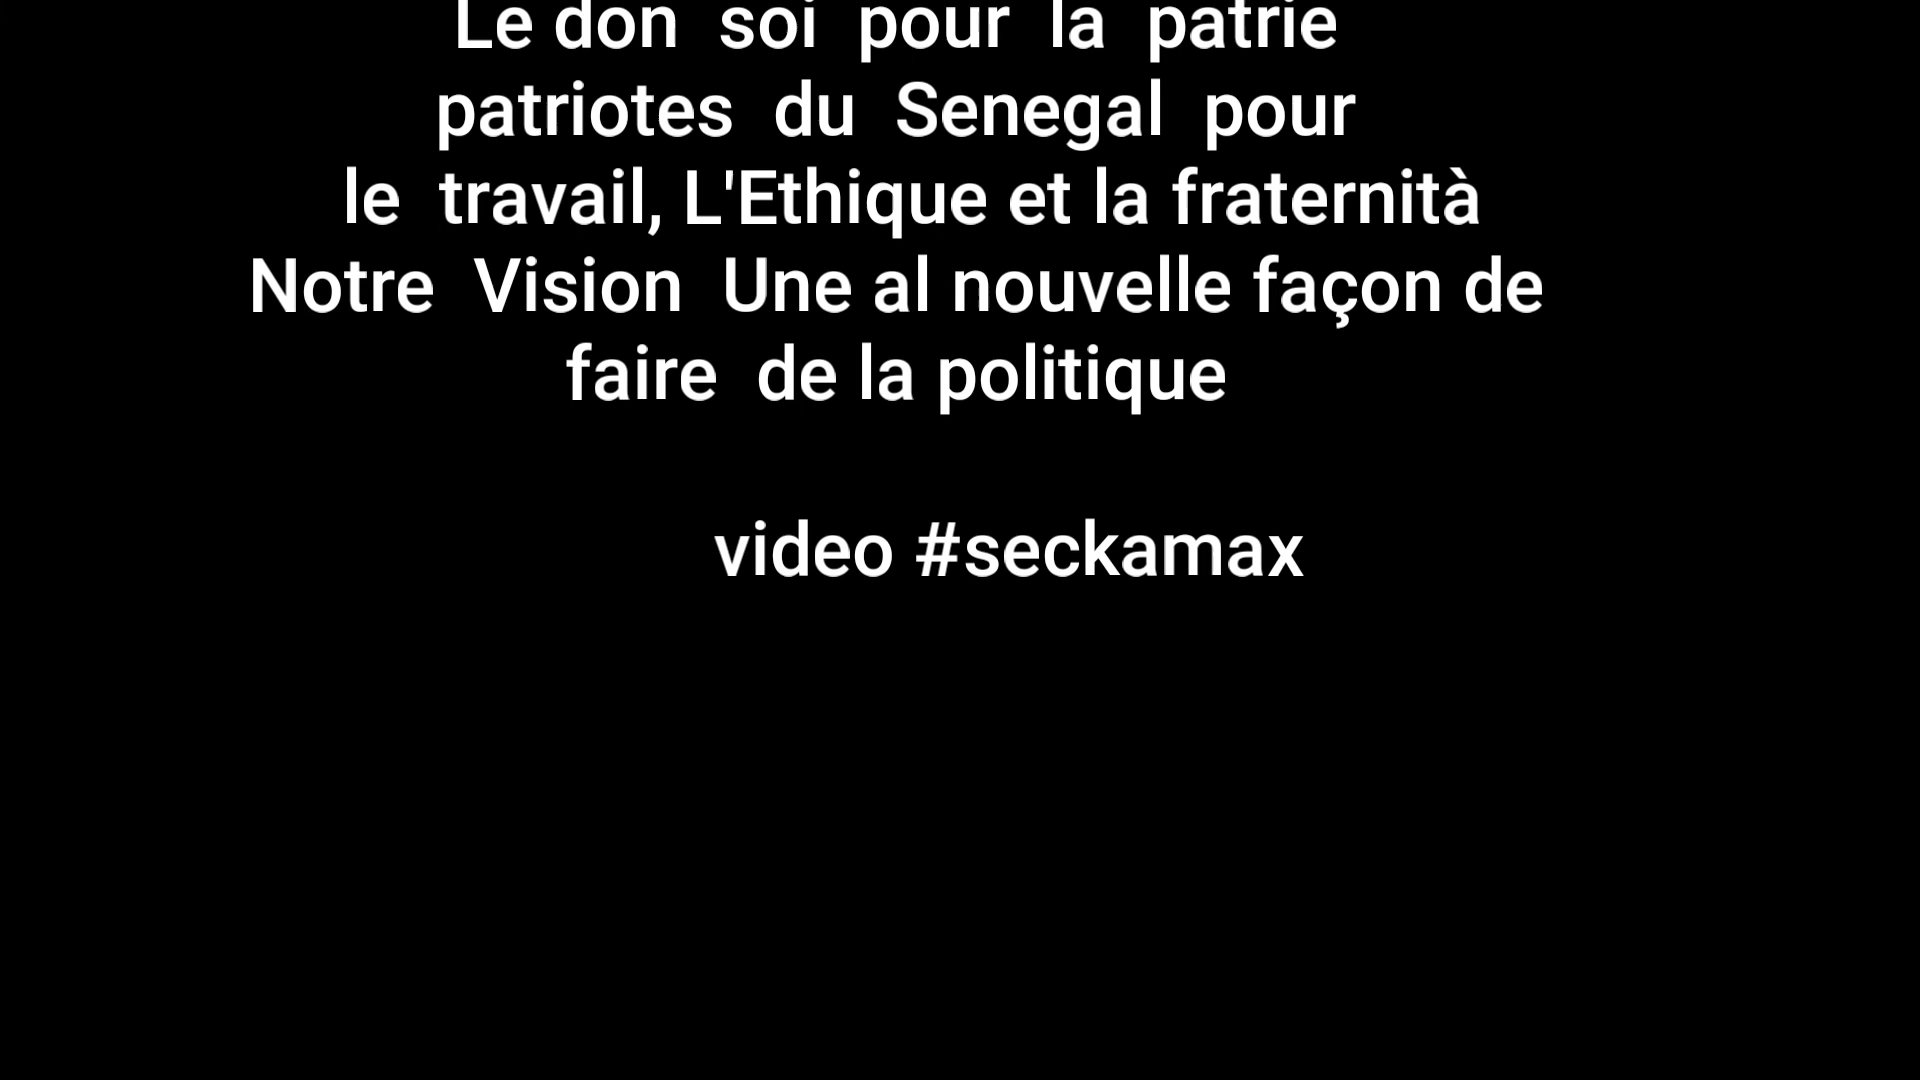 Le don soi pour la patrie
patriotes du Senegal pour
le travail, L'Ethique et la fraternità
Notre Vision Une al nouvelle façon de
faire de la politique
video #seckamax